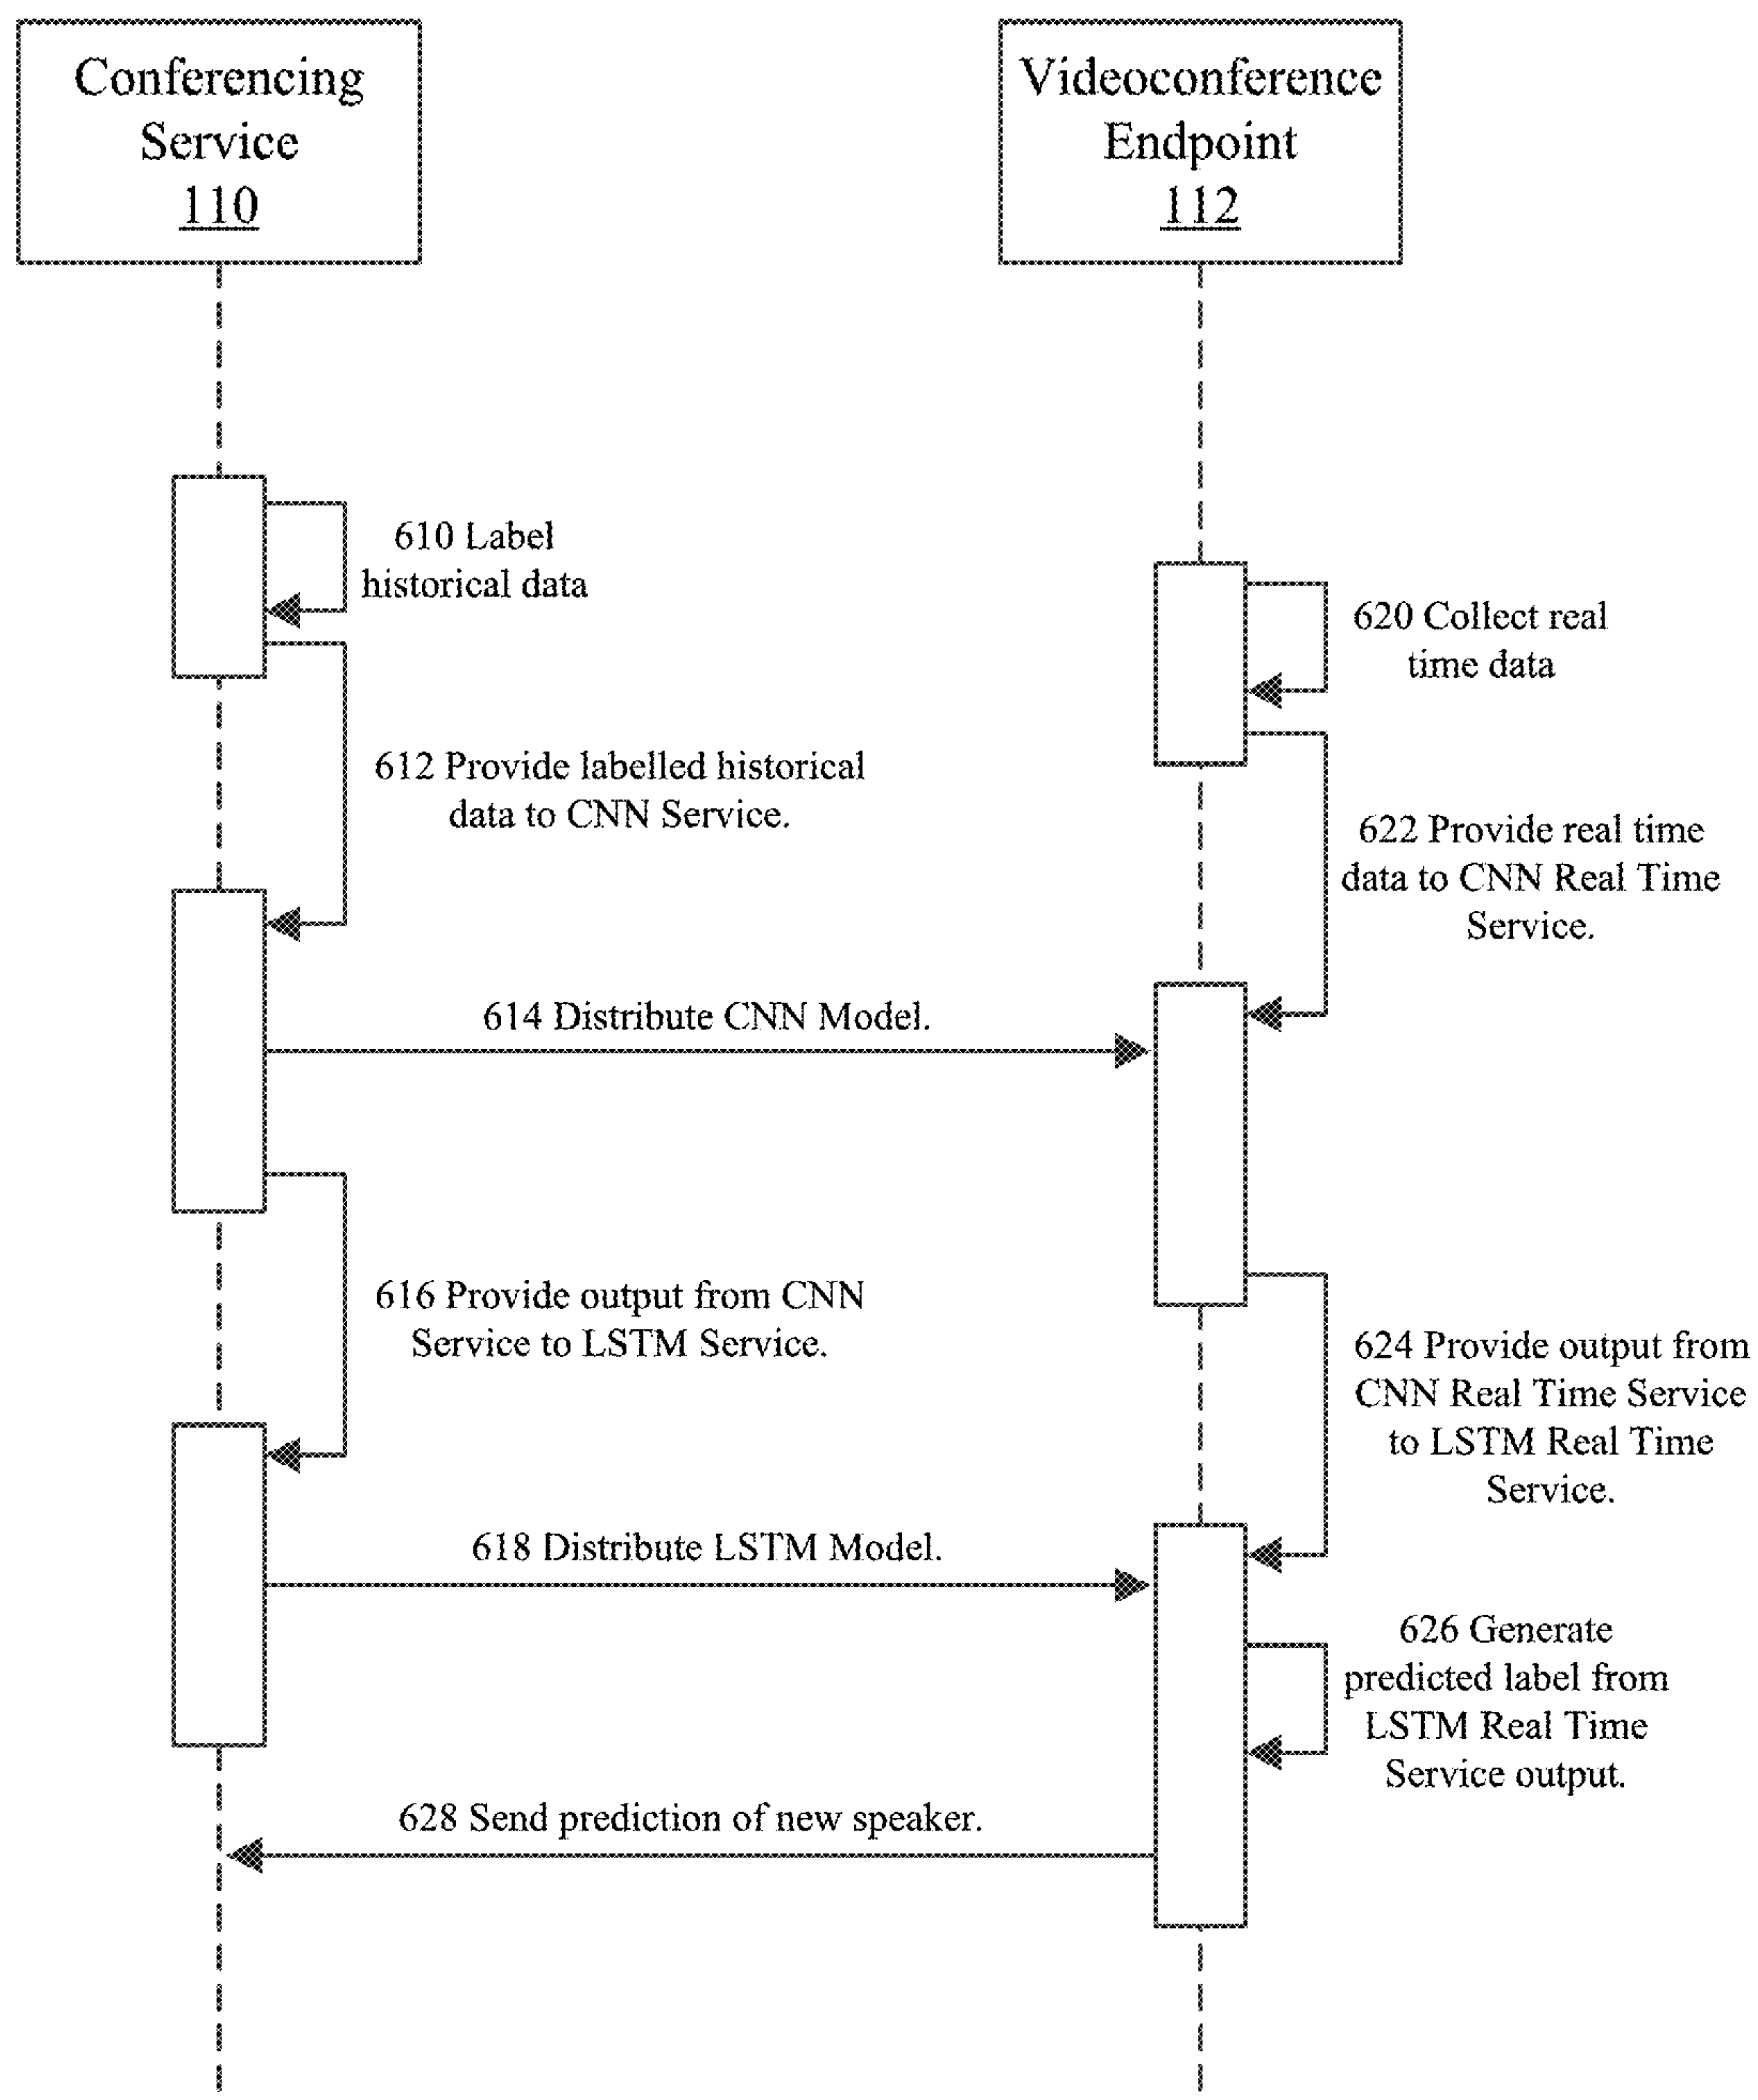 Conferencing
Service
110
Videoconference
Endpoint
112
610 Label
historical data
620 Collect real
time data
612 Provide labelled historical
data to CNN Service.
622 Provide real time
data to CNN Real Time
Service.
614 Distribute CNN Model.
616 Provide output from CNN
Service to LSTM Service.
624 Provide output from
CNN Real Time Service
to LSTM Real Time
Service.
618 Distribute LSTM Model.
626 Generate
predicted label from
LSTM Real Time
Service output.
628 Send prediction of new speaker.